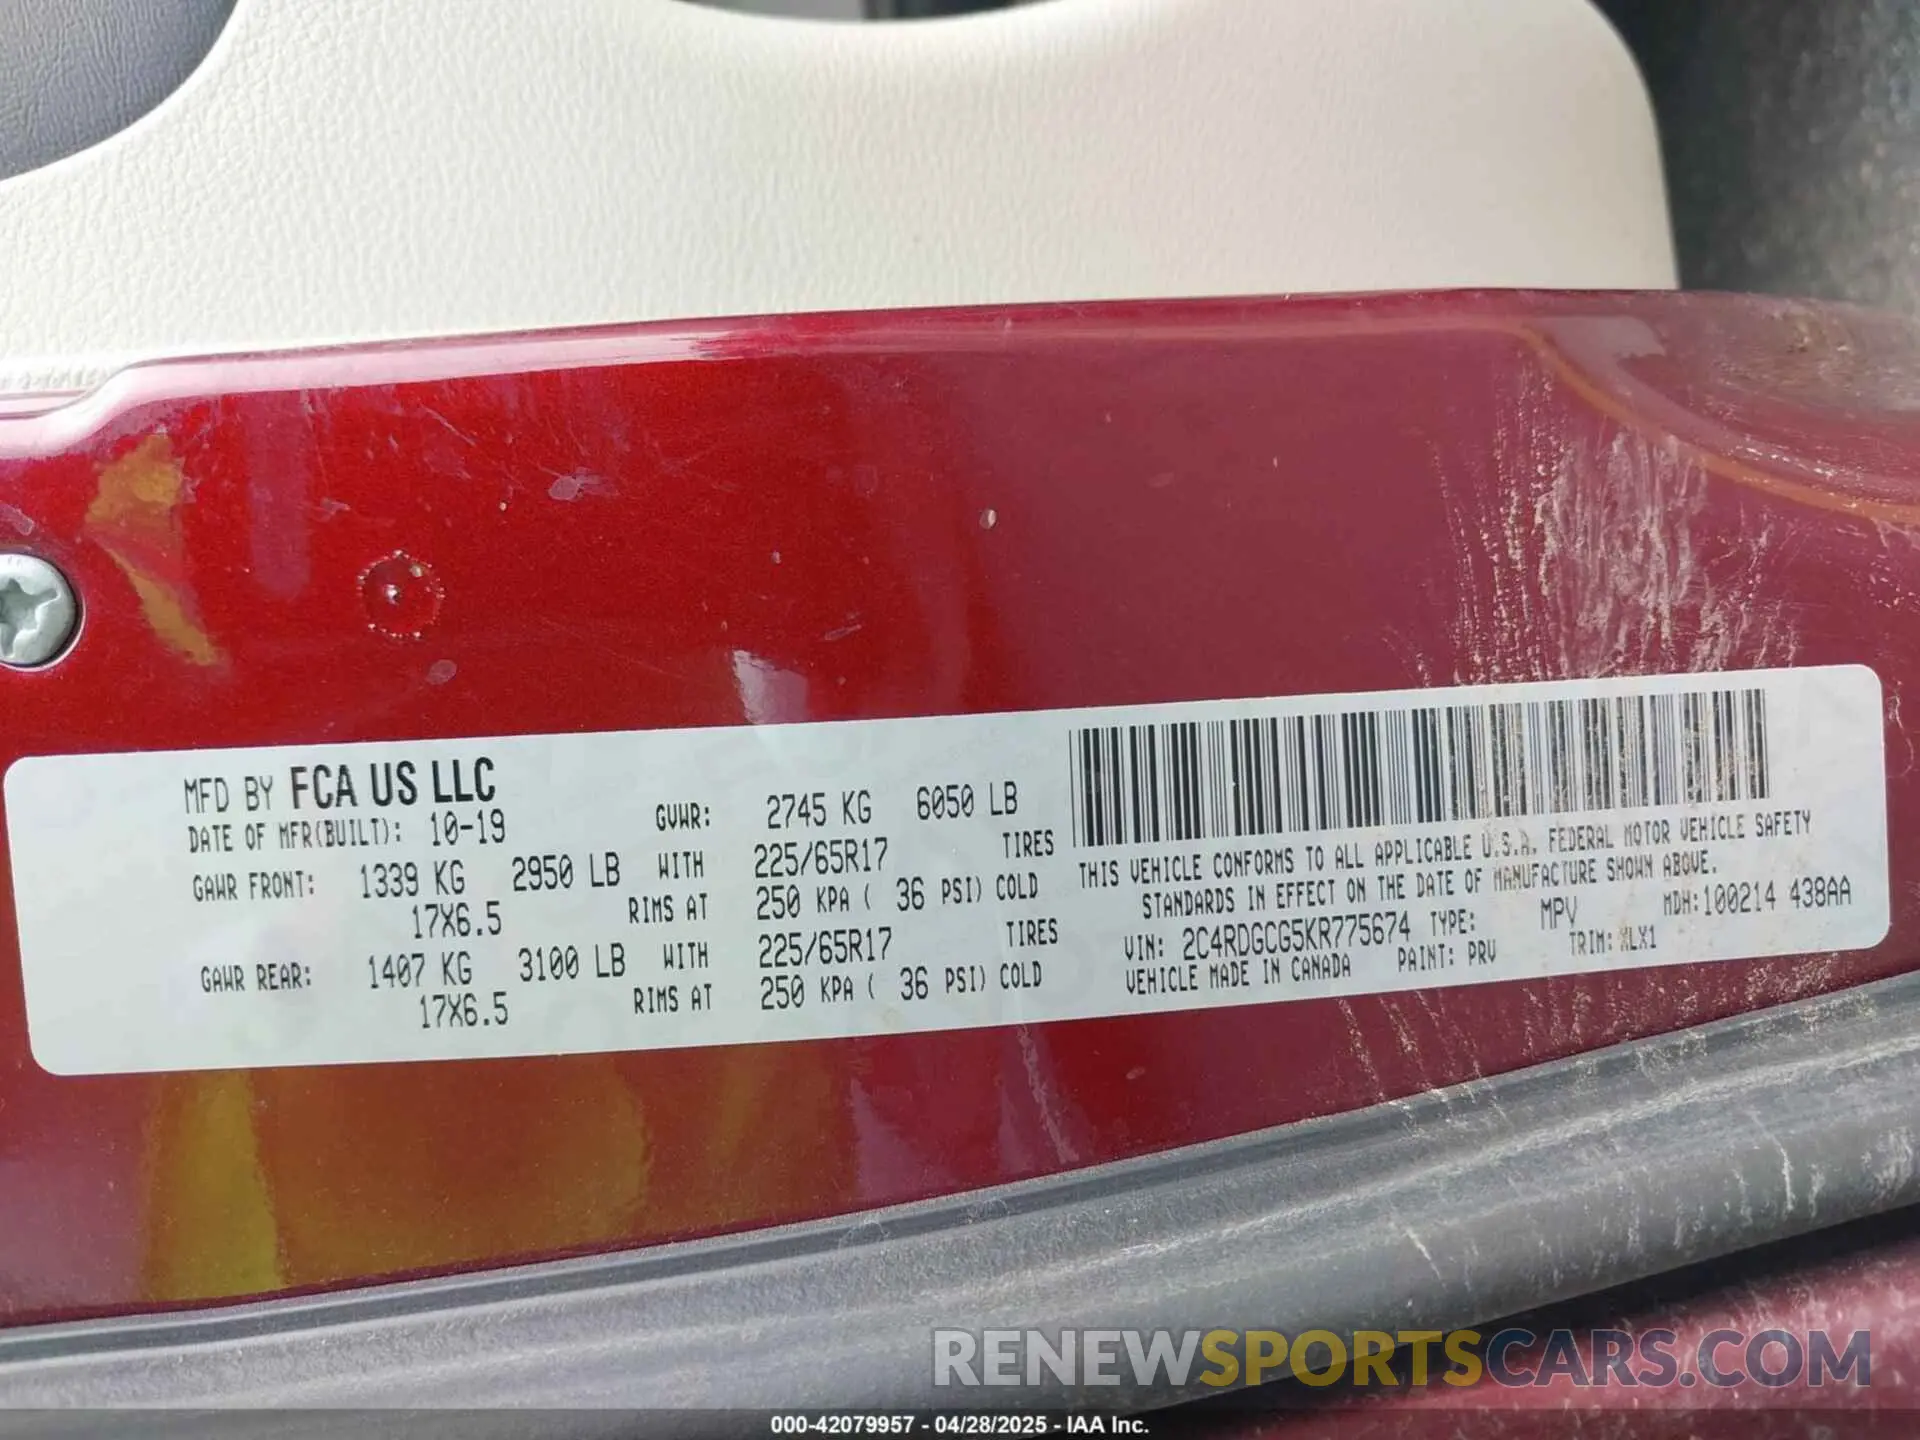 MFD BY FCA US LLC
DATE OF MFR(BUILT): 10-19 GVWR: 2745 KG 6050 LB
GAWR FRONT: 1339 KG 2950 LB WITH 225/65R17 TIRES
17X6.5 RIMS AT 250 KPA ( 36 PSI) COLD
GAWR REAR: 1407 KG 3100 LB WITH 225/65R17 TIRES
17X6.5 RIMS AT 250 KPA ( 36 PSI) COLD
THIS VEHICLE CONFORMS TO ALL APPLICABLE U.S.A. FEDERAL MOTOR VEHICLE SAFETY
STANDARDS IN EFFECT ON THE DATE OF MANUFACTURE SHOWN ABOVE.
VIN: 2C4RDGCG5KR775674 TYPE: MPV MDH:100214 438AA
VEHICLE MADE IN CANADA PAINT: PRV TRIM: XLX1
RENEWSPORTSCARS.COM
000-42079957 - 04/28/2025 - IAA Inc.